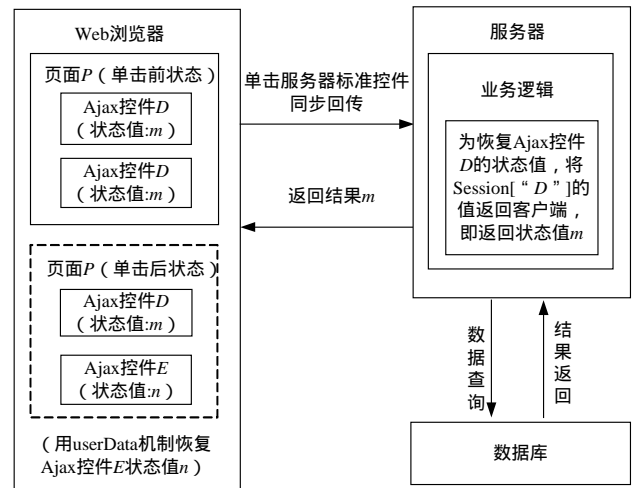 Web浏览器
页面P（单击前状态）
Ajax控件D
（状态值:m）
Ajax控件D
（状态值:m）
页面P（单击后状态）
Ajax控件D
（状态值:m）
Ajax控件E
（状态值:n）
（用userData机制恢复
Ajax控件E状态值n）
单击服务器标准控件
同步回传
返回结果m
服务器
业务逻辑
为恢复Ajax控件
D的状态值，将
Session[“D”]的
值返回客户端，
即返回状态值m
数据查询
结果返回
数据库